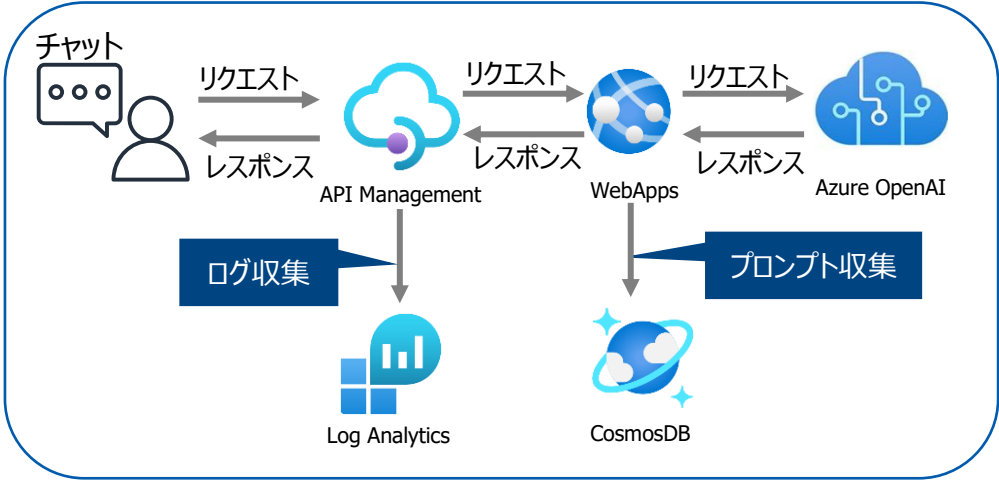 チャット
リクエスト
リクエスト
リクエスト
レスポンス
レスポンス
レスポンス
API Management
WebApps
Azure OpenAI
ログ収集
プロンプト収集
Log Analytics
CosmosDB